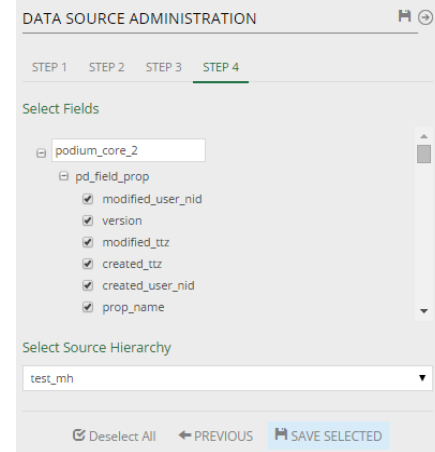 DATA SOURCE ADMINISTRATION
STEP 1 STEP 2 STEP 3 STEP 4
Select Fields
podium_core_2
pd_field_prop
modified_user_nid
version
modified_ttz
created_ttz
created_user_nid
prop_name
Select Source Hierarchy
test_mh
Deselect All PREVIOUS SAVE SELECTED